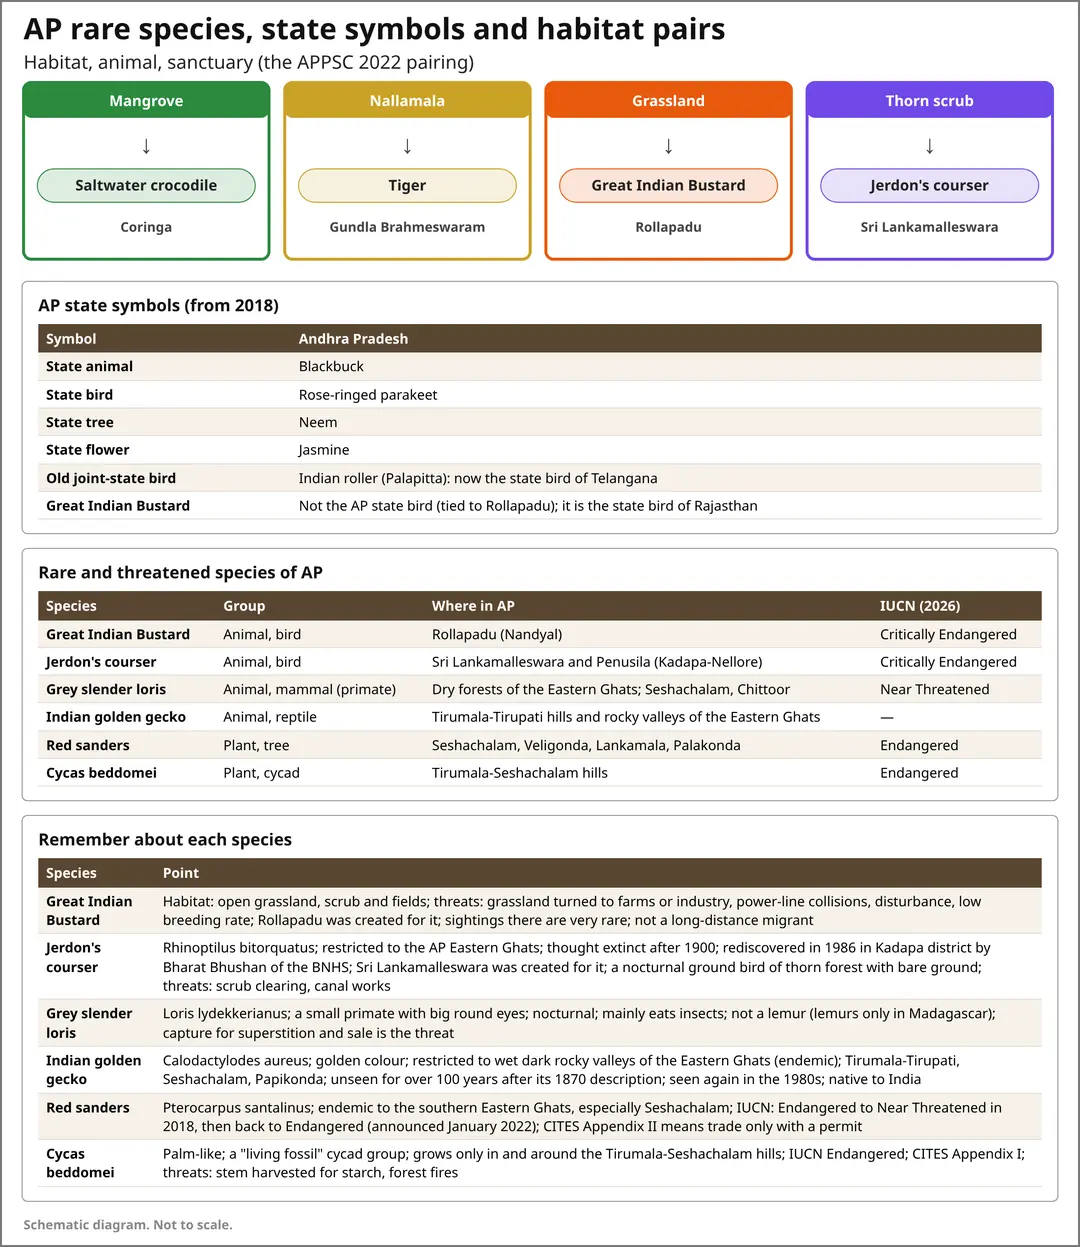 AP rare species, state symbols and habitat pairs
Habitat, animal, sanctuary (the APPSC 2022 pairing)
Mangrove
↓
Saltwater crocodile
Coringa
Nallamala
↓
Tiger
Gundla Brahmeswaram
Grassland
↓
Great Indian Bustard
Rollapadu
Thorn scrub
↓
Jerdon's courser
Sri Lankamalleswara
AP state symbols (from 2018)
Symbol Andhra Pradesh
State animal Blackbuck
State bird Rose-ringed parakeet
State tree Neem
State flower Jasmine
Old joint-state bird Indian roller (Palapitta): now the state bird of Telangana
Great Indian Bustard Not the AP state bird (tied to Rollapadu); it is the state bird of Rajasthan
Rare and threatened species of AP
Species Group Where in AP IUCN (2026)
Great Indian Bustard Animal, bird Rollapadu (Nandyal) Critically Endangered
Jerdon's courser Animal, bird Sri Lankamalleswara and Penusila (Kadapa-Nellore) Critically Endangered
Grey slender loris Animal, mammal (primate) Dry forests of the Eastern Ghats; Seshachalam, Chittoor Near Threatened
Indian golden gecko Animal, reptile Tirumala-Tirupati hills and rocky valleys of the Eastern Ghats —
Red sanders Plant, tree Seshachalam, Veligonda, Lankamala, Palakonda Endangered
Cycas beddomei Plant, cycad Tirumala-Seshachalam hills Endangered
Remember about each species
Species Point
Great Indian Bustard
Habitat: open grassland, scrub and fields; threats: grassland turned to farms or industry, power-line collisions, disturbance, low
breeding rate; Rollapadu was created for it; sightings there are very rare; not a long-distance migrant
Jerdon's courser
Rhinoptilus bitorquatus; restricted to the AP Eastern Ghats; thought extinct after 1900; rediscovered in 1986 in Kadapa district by
Bharat Bhushan of the BNHS; Sri Lankamalleswara was created for it; a nocturnal ground bird of thorn forest with bare ground;
threats: scrub clearing, canal works
Grey slender loris
Loris lydekkerianus; a small primate with big round eyes; nocturnal; mainly eats insects; not a lemur (lemurs only in Madagascar);
capture for superstition and sale is the threat
Indian golden gecko
Calodactylodes aureus; golden colour; restricted to wet dark rocky valleys of the Eastern Ghats (endemic); Tirumala-Tirupati,
Seshachalam, Papikonda; unseen for over 100 years after its 1870 description; seen again in the 1980s; native to India
Red sanders
Pterocarpus santalinus; endemic to the southern Eastern Ghats, especially Seshachalam; IUCN: Endangered to Near Threatened in
2018, then back to Endangered (announced January 2022); CITES Appendix II means trade only with a permit
Cycas beddomei
Palm-like; a "living fossil" cycad group; grows only in and around the Tirumala-Seshachalam hills; IUCN Endangered; CITES Appendix I;
threats: stem harvested for starch, forest fires
Schematic diagram. Not to scale.